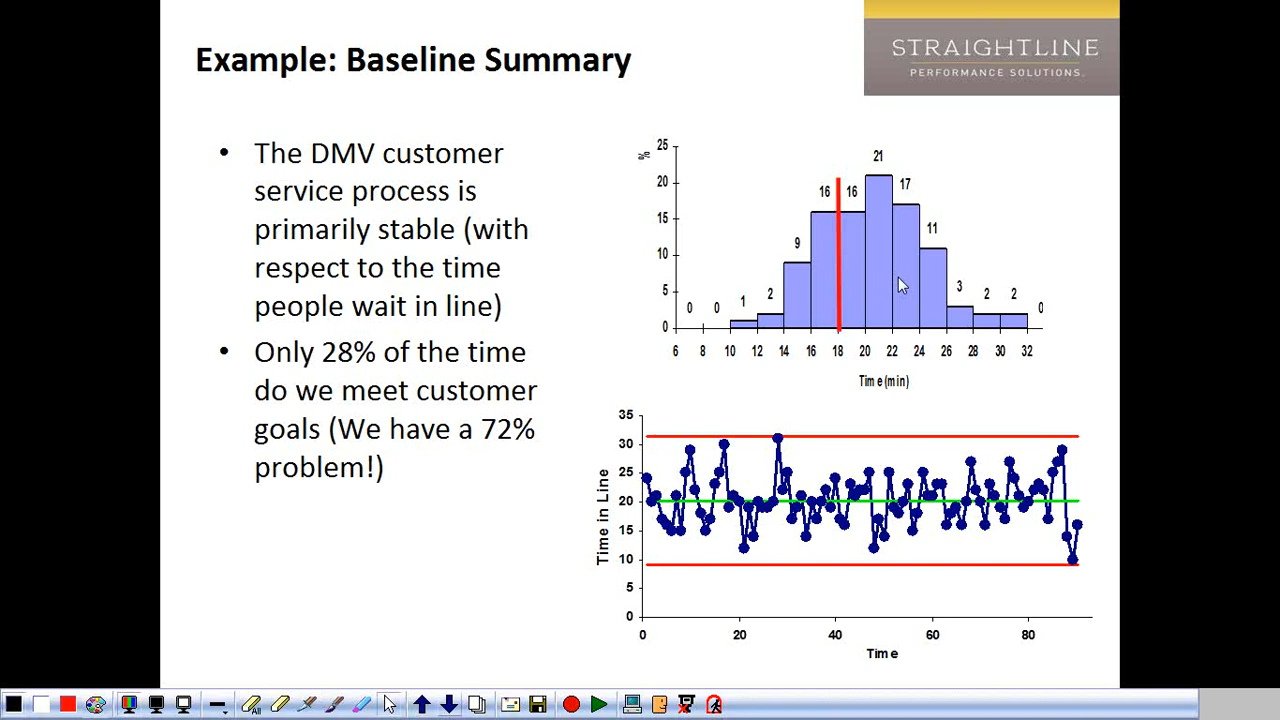 Example: Baseline Summary
STRAIGHTLINE
PERFORMANCE SOLUTIONS.
• The DMV customer
service process is
primarily stable (with
respect to the time
people wait in line)
• Only 28% of the time
do we meet customer
goals (We have a 72%
problem!)
%
25
20
15
10
5
0
0 0 1 2 9 16 16 21 17 11 3 2 2 0
6 8 10 12 14 16 18 20 22 24 26 28 30 32
Time(min)
Time in Line
35
30
25
20
15
10
5
0
0 20 40 60 80
Time
All